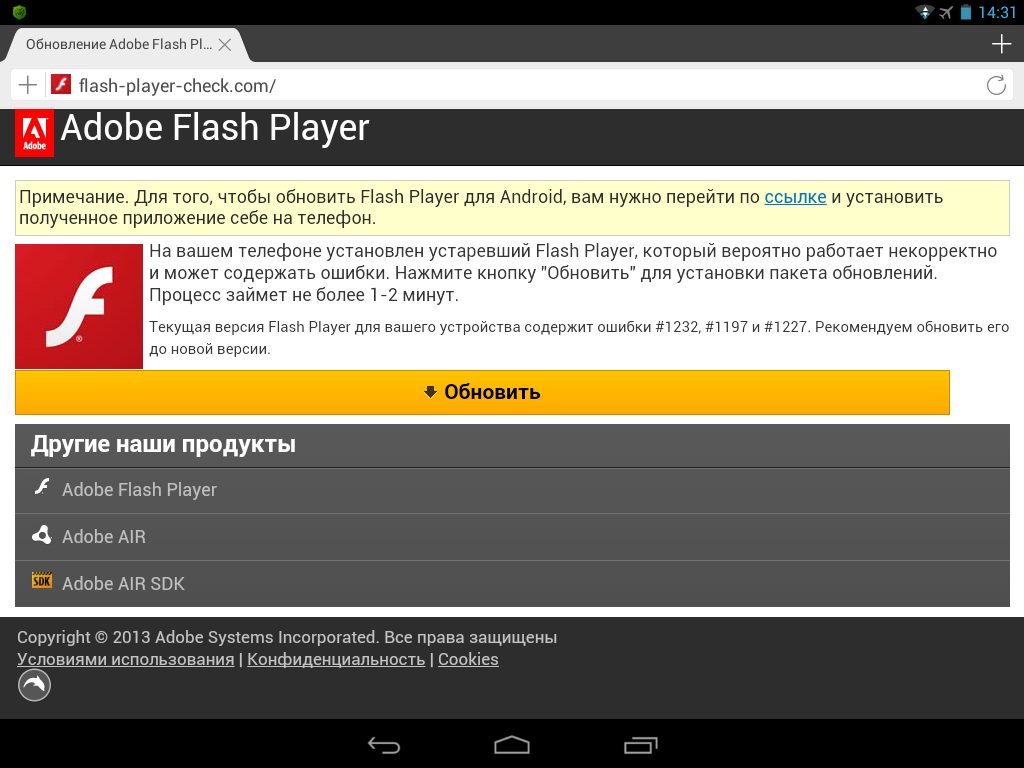 14:31
Обновление Adobe Flash Pl...
flash-player-check.com/
Adobe
Adobe Flash Player
Примечание. Для того, чтобы обновить Flash Player для Android, вам нужно перейти по ссылке и установить
полученное приложение себе на телефон.
На вашем телефоне установлен устаревший Flash Player, который вероятно работает некорректно
и может содержать ошибки. Нажмите кнопку "Обновить" для установки пакета обновлений.
Процесс займет не более 1-2 минут.
Текущая версия Flash Player для вашего устройства содержит ошибки #1232, #1197 и #1227. Рекомендуем обновить его
до новой версии.
Обновить
Другие наши продукты
Adobe Flash Player
Adobe AIR
SDK Adobe AIR SDK
Copyright © 2013 Adobe Systems Incorporated. Все права защищены
Условиями использования | Конфиденциальность | Cookies